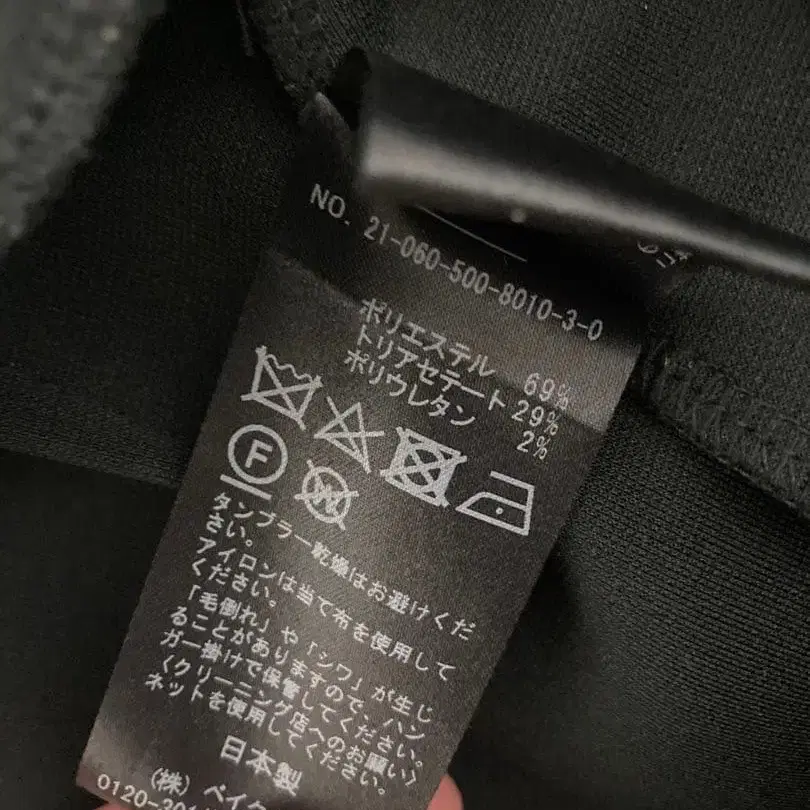 NO. 21-060-500-8010-3-0
ポリエステル 69%
トリアセテート 29%
ポリウレタン 2%
F
W
タンブラー乾燥はお避けくだ
さい。
アイロンは当て布を使用して
ください。
「毛倒れ」や「シワ」が生じ
ることがありますので、ハン
ガー掛けで保管してください。
〈クリーニング店へのお願い〉
ネットを使用してください。
日本製
(株) ベイク
0120-301